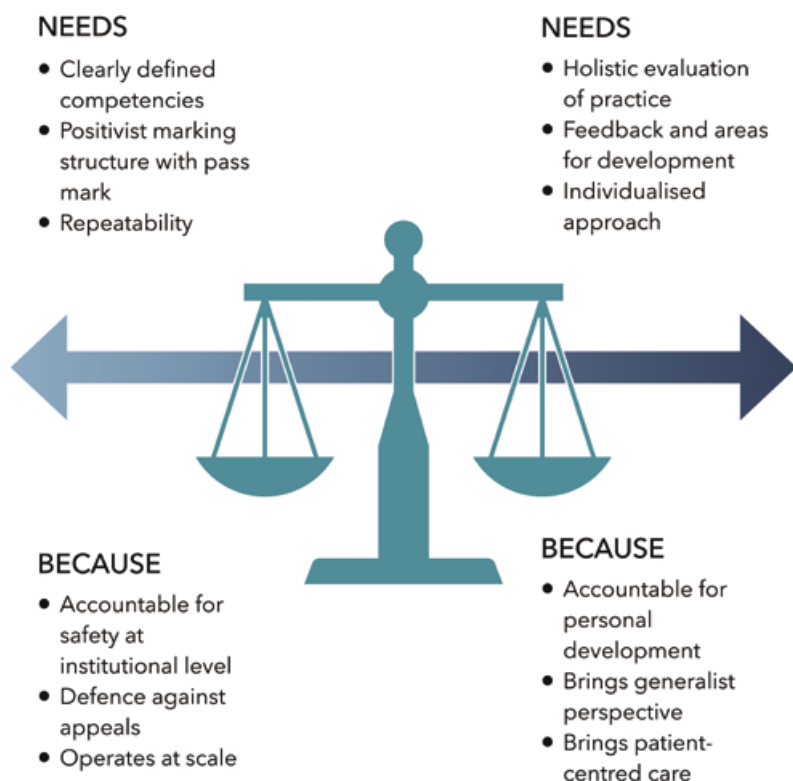 NEEDS
• Clearly defined
competencies
• Positivist marking
structure with pass
mark
• Repeatability
NEEDS
• Holistic evaluation
of practice
• Feedback and areas
for development
• Individualised
approach
BECAUSE
• Accountable for
safety at
institutional level
• Defence against
appeals
• Operates at scale
BECAUSE
• Accountable for
personal
development
• Brings generalist
perspective
• Brings patient-
centred care